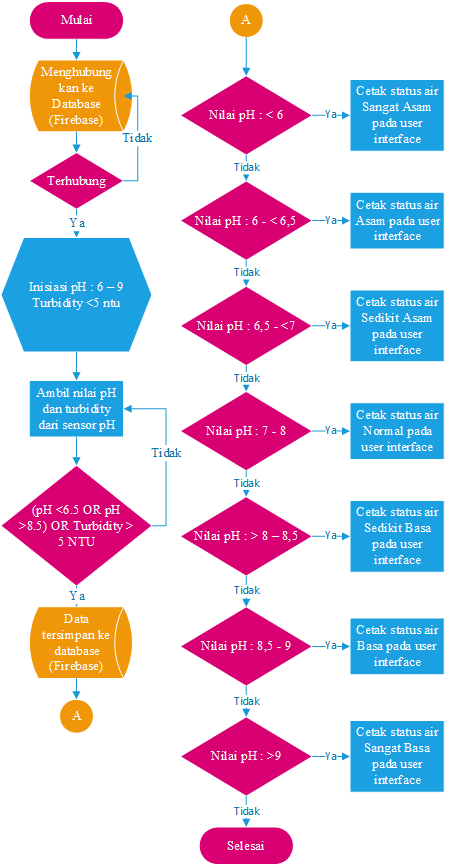 Mulai
Menghubung
kan ke
Database
(Firebase)
Tidak
Terhubung
Ya
Inisiasi pH : 6 – 9
Turbidity <5 ntu
Ambil nilai pH
dan turbidity
dari sensor pH
Tidak
(pH <6.5 OR pH
>8.5) OR Turbidity >
5 NTU
Ya
Data
tersimpan ke
database
(Firebase)
A
A
Nilai pH : < 6
Ya
Cetak status air
Sangat Asam
pada user
interface
Tidak
Nilai pH : 6 - < 6,5
Ya
Cetak status air
Asam pada user
interface
Tidak
Nilai pH : 6,5 - <7
Ya
Cetak status air
Sedikit Asam
pada user
interface
Tidak
Nilai pH : 7 - 8
Ya
Cetak status air
Normal pada
user interface
Tidak
Nilai pH : > 8 – 8,5
Ya
Cetak status air
Sedikit Basa
pada user
interface
Tidak
Nilai pH : 8,5 - 9
Ya
Cetak status air
Basa pada user
interface
Tidak
Nilai pH : >9
Ya
Cetak status air
Sangat Basa
pada user
interface
Tidak
Selesai